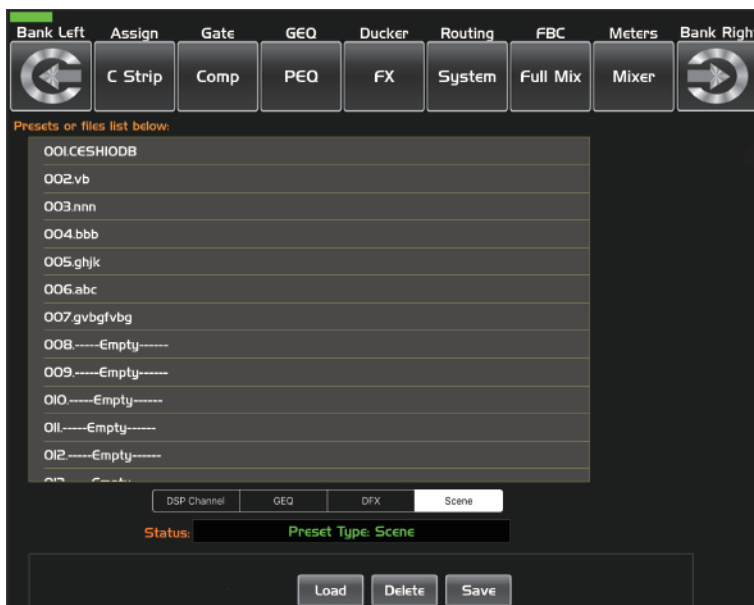 Bank Left Assign Gate GEQ Ducker Routing FBC Meters Bank Righ
C Strip Comp PEQ FX System Full Mix Mixer
Presets or files list below:
001.CESHIODB
002.vb
003.nnn
004.bbb
005.ghjk
006.abc
007.gvbgfvbg
008.-----Empty------
009.-----Empty------
010.-----Empty------
011.-----Empty------
012.-----Empty------
DSP Channel GEQ DFX Scene
Status: Preset Type: Scene
Load Delete Save